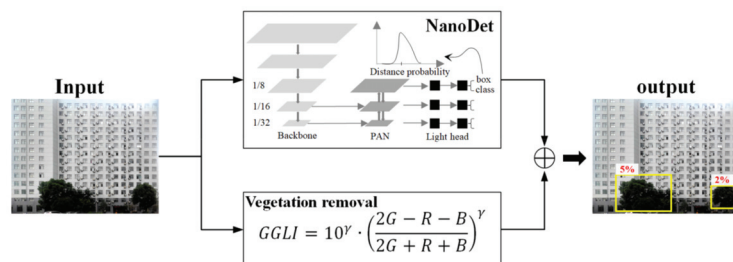 NanoDet
Input
Distance probability
box
class
1/8
1/16
1/32
Backbone
PAN
Light head
output
5%
2%
Vegetation removal
GGLI = 10^γ · ((2G − R − B) / (2G + R + B))^γ